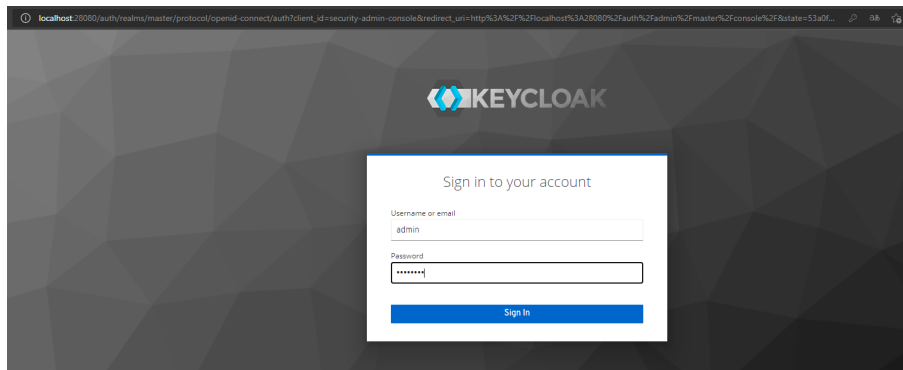 localhost:28080/auth/realms/master/protocol/openid-connect/auth?client_id=security-admin-console&redirect_uri=http%3A%2F%2Flocalhost%3A28080%2Fauth%2Fadmin%2Fmaster%2Fconsole%2F&state=53a0f...
KEYCLOAK
Sign in to your account
Username or email
admin
Password
••••••••
Sign In